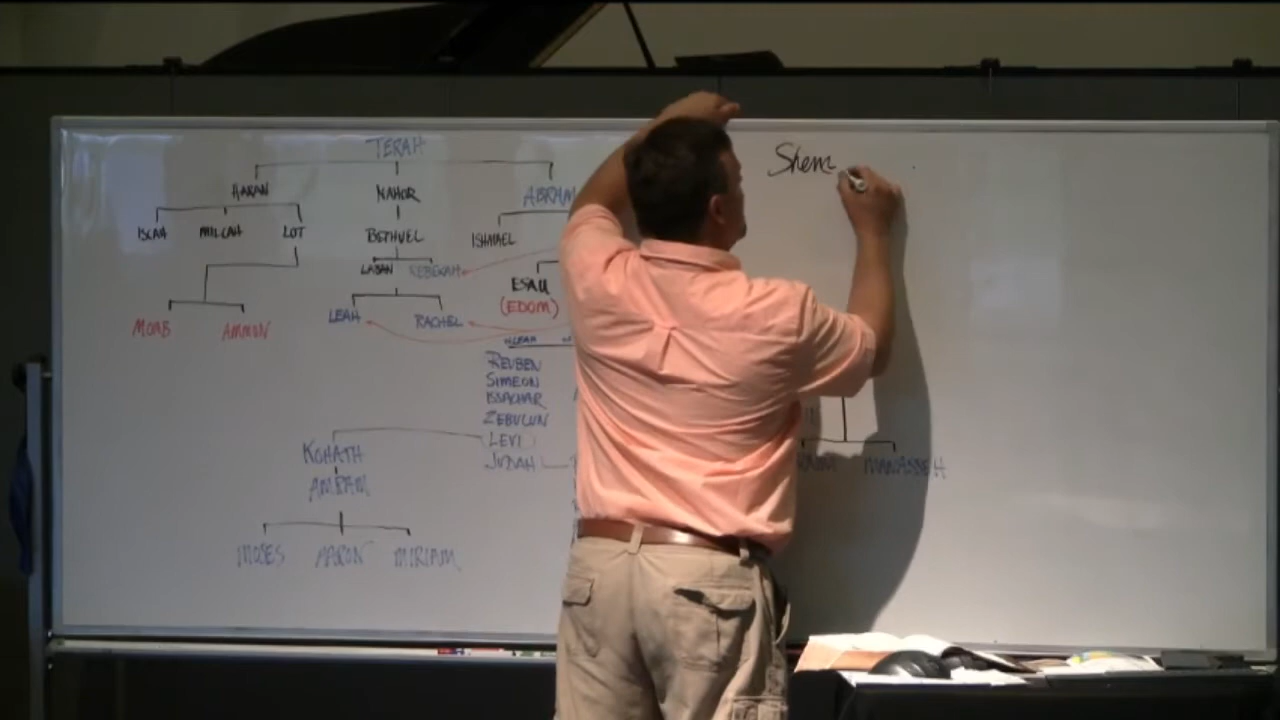 TERAH
Shem
HARAN NAHOR ABRAM
ISCAH MILCAH LOT BETHUEL ISHMAEL
LABAN REBEKAH
ESAU
(EDOM)
LEAH RACHEL
MOAB AMMON
LEAH
REUBEN
SIMEON
ISSACHAR
ZEBULUN
LEVI
JUDAH
KOHATH
MANASSEH
AMRAM
MOSES AARON MIRIAM